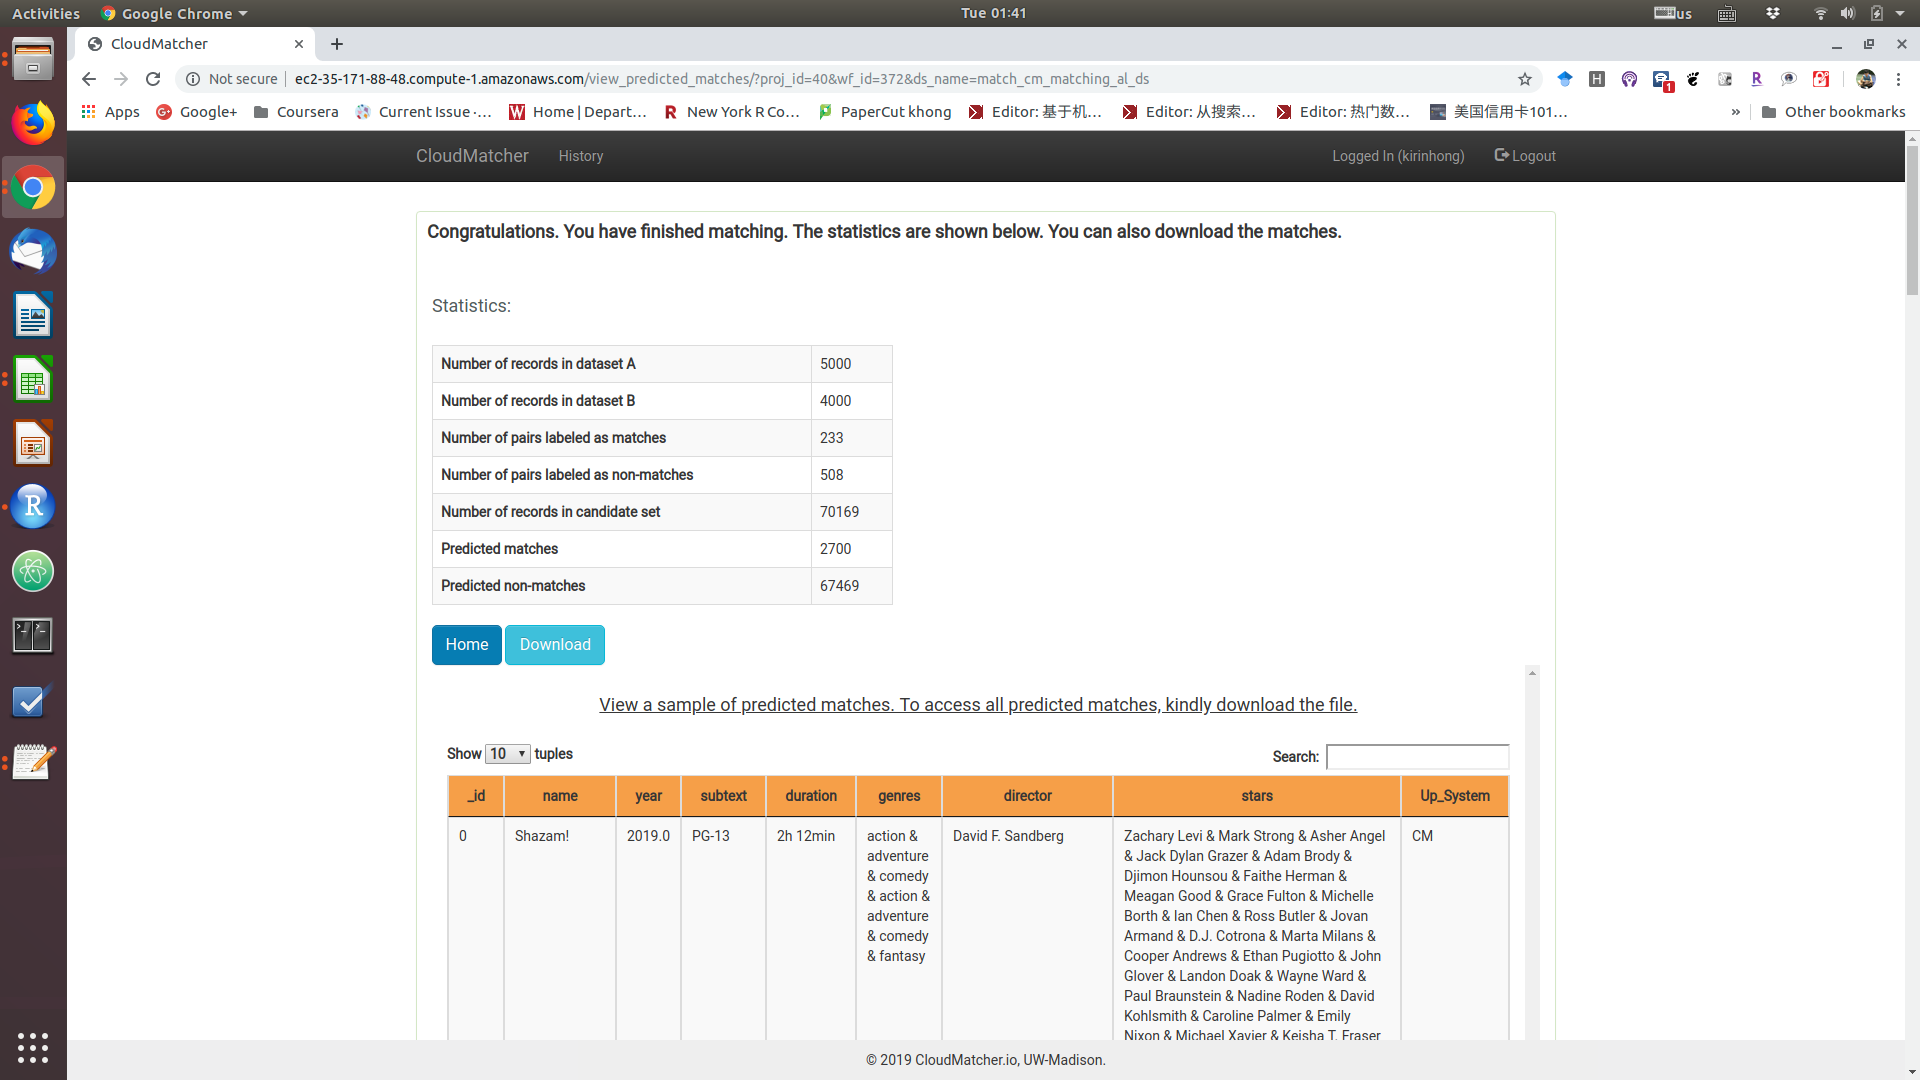 Activities Google Chrome Tue 01:41 us
CloudMatcher
Not secure ec2-35-171-88-48.compute-1.amazonaws.com/view_predicted_matches/?proj_id=40&wf_id=372&ds_name=match_cm_matching_al_ds
Apps Google+ Coursera Current Issue ·… Home | Depart… New York R Co… PaperCut khong Editor: 基于机… Editor: 从搜索… Editor: 热门数… 美国信用卡101… » Other bookmarks
CloudMatcher History Logged In (kirinhong) Logout
Congratulations. You have finished matching. The statistics are shown below. You can also download the matches.
Statistics:
Number of records in dataset A 5000
Number of records in dataset B 4000
Number of pairs labeled as matches 233
Number of pairs labeled as non-matches 508
Number of records in candidate set 70169
Predicted matches 2700
Predicted non-matches 67469
Home Download
View a sample of predicted matches. To access all predicted matches, kindly download the file.
Show 10 tuples Search:
_id name year subtext duration genres director stars Up_System
0 Shazam! 2019.0 PG-13 2h 12min action & David F. Sandberg Zachary Levi & Mark Strong & Asher Angel CM
adventure & Jack Dylan Grazer & Adam Brody &
& comedy Djimon Hounsou & Faithe Herman &
& action & Meagan Good & Grace Fulton & Michelle
adventure Borth & Ian Chen & Ross Butler & Jovan
& comedy Armand & D.J. Cotrona & Marta Milans &
& fantasy Cooper Andrews & Ethan Pugiotto & John
Glover & Landon Doak & Wayne Ward &
Paul Braunstein & Nadine Roden & David
Kohlsmith & Caroline Palmer & Emily
Nixon & Michael Xavier & Keisha T. Fraser
© 2019 CloudMatcher.io, UW-Madison.